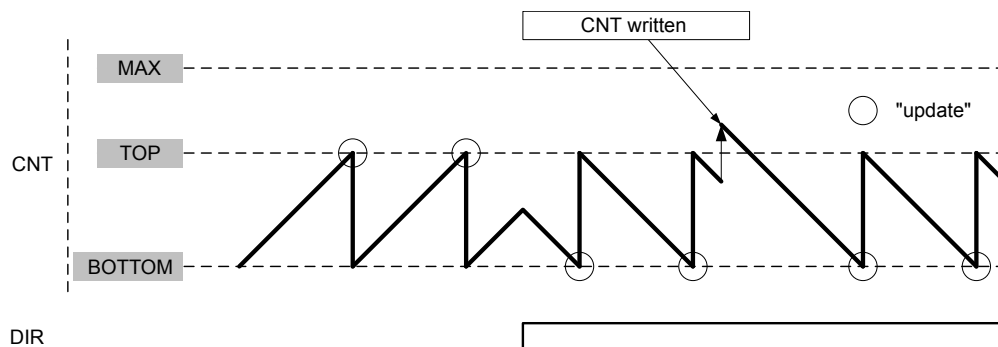 CNT written
MAX
"update"
TOP
CNT
BOTTOM
DIR